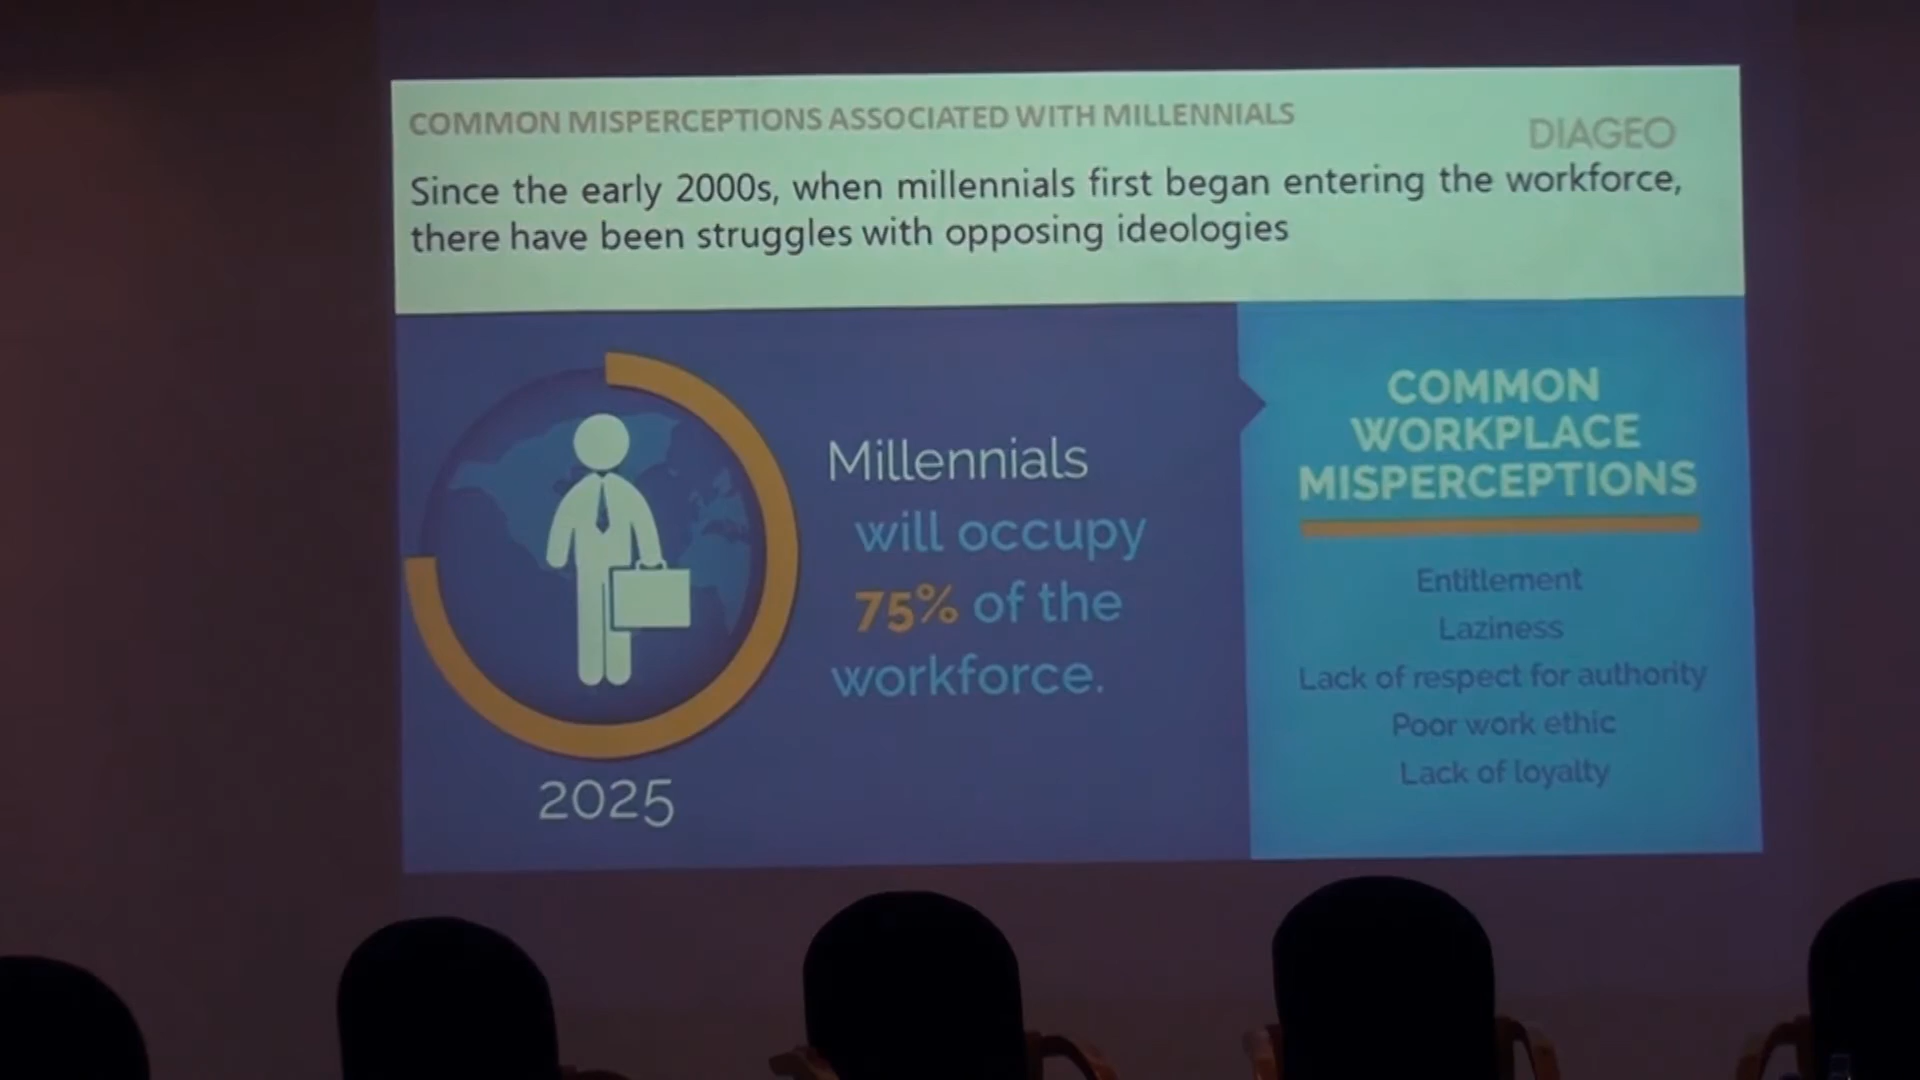 COMMON MISPERCEPTIONS ASSOCIATED WITH MILLENNIALS
DIAGEO
Since the early 2000s, when millennials first began entering the workforce,
there have been struggles with opposing ideologies
Millennials
will occupy
75% of the
workforce.
2025
COMMON
WORKPLACE
MISPERCEPTIONS
Entitlement
Laziness
Lack of respect for authority
Poor work ethic
Lack of loyalty